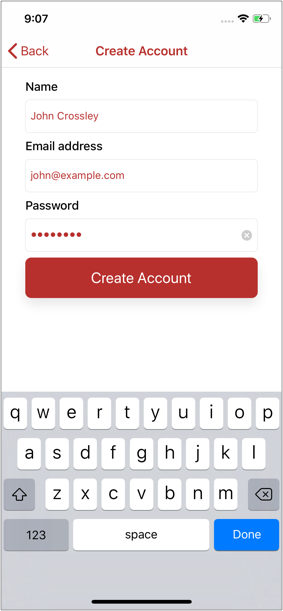 9:07
Back
Create Account
Name
John Crossley
Email address
john@example.com
Password
••••••••
Create Account
q w e r t y u i o p
a s d f g h j k l
z x c v b n m
123 space Done